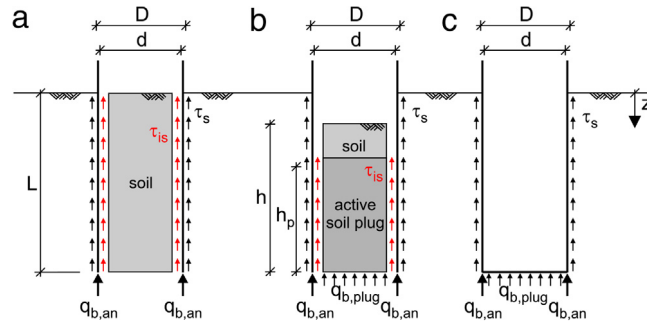 a
D
d
L
τis
soil
τs
qb,an
qb,an
b
D
d
h
hp
soil
τis
active
soil plug
τs
qb,plug
qb,an
qb,an
c
D
d
τs
z
qb,plug
qb,an
qb,an